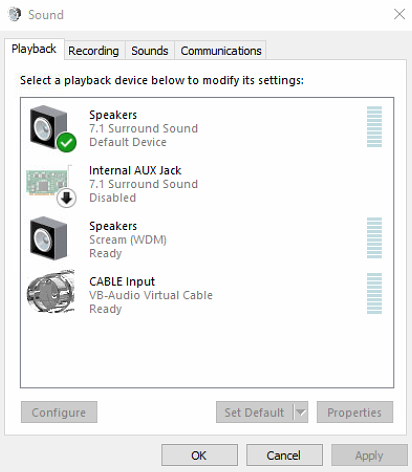 Sound
Playback Recording Sounds Communications
Select a playback device below to modify its settings:
Speakers
7.1 Surround Sound
Default Device
Internal AUX Jack
7.1 Surround Sound
Disabled
Speakers
Scream (WDM)
Ready
CABLE Input
VB-Audio Virtual Cable
Ready
Configure Set Default Properties
OK Cancel Apply